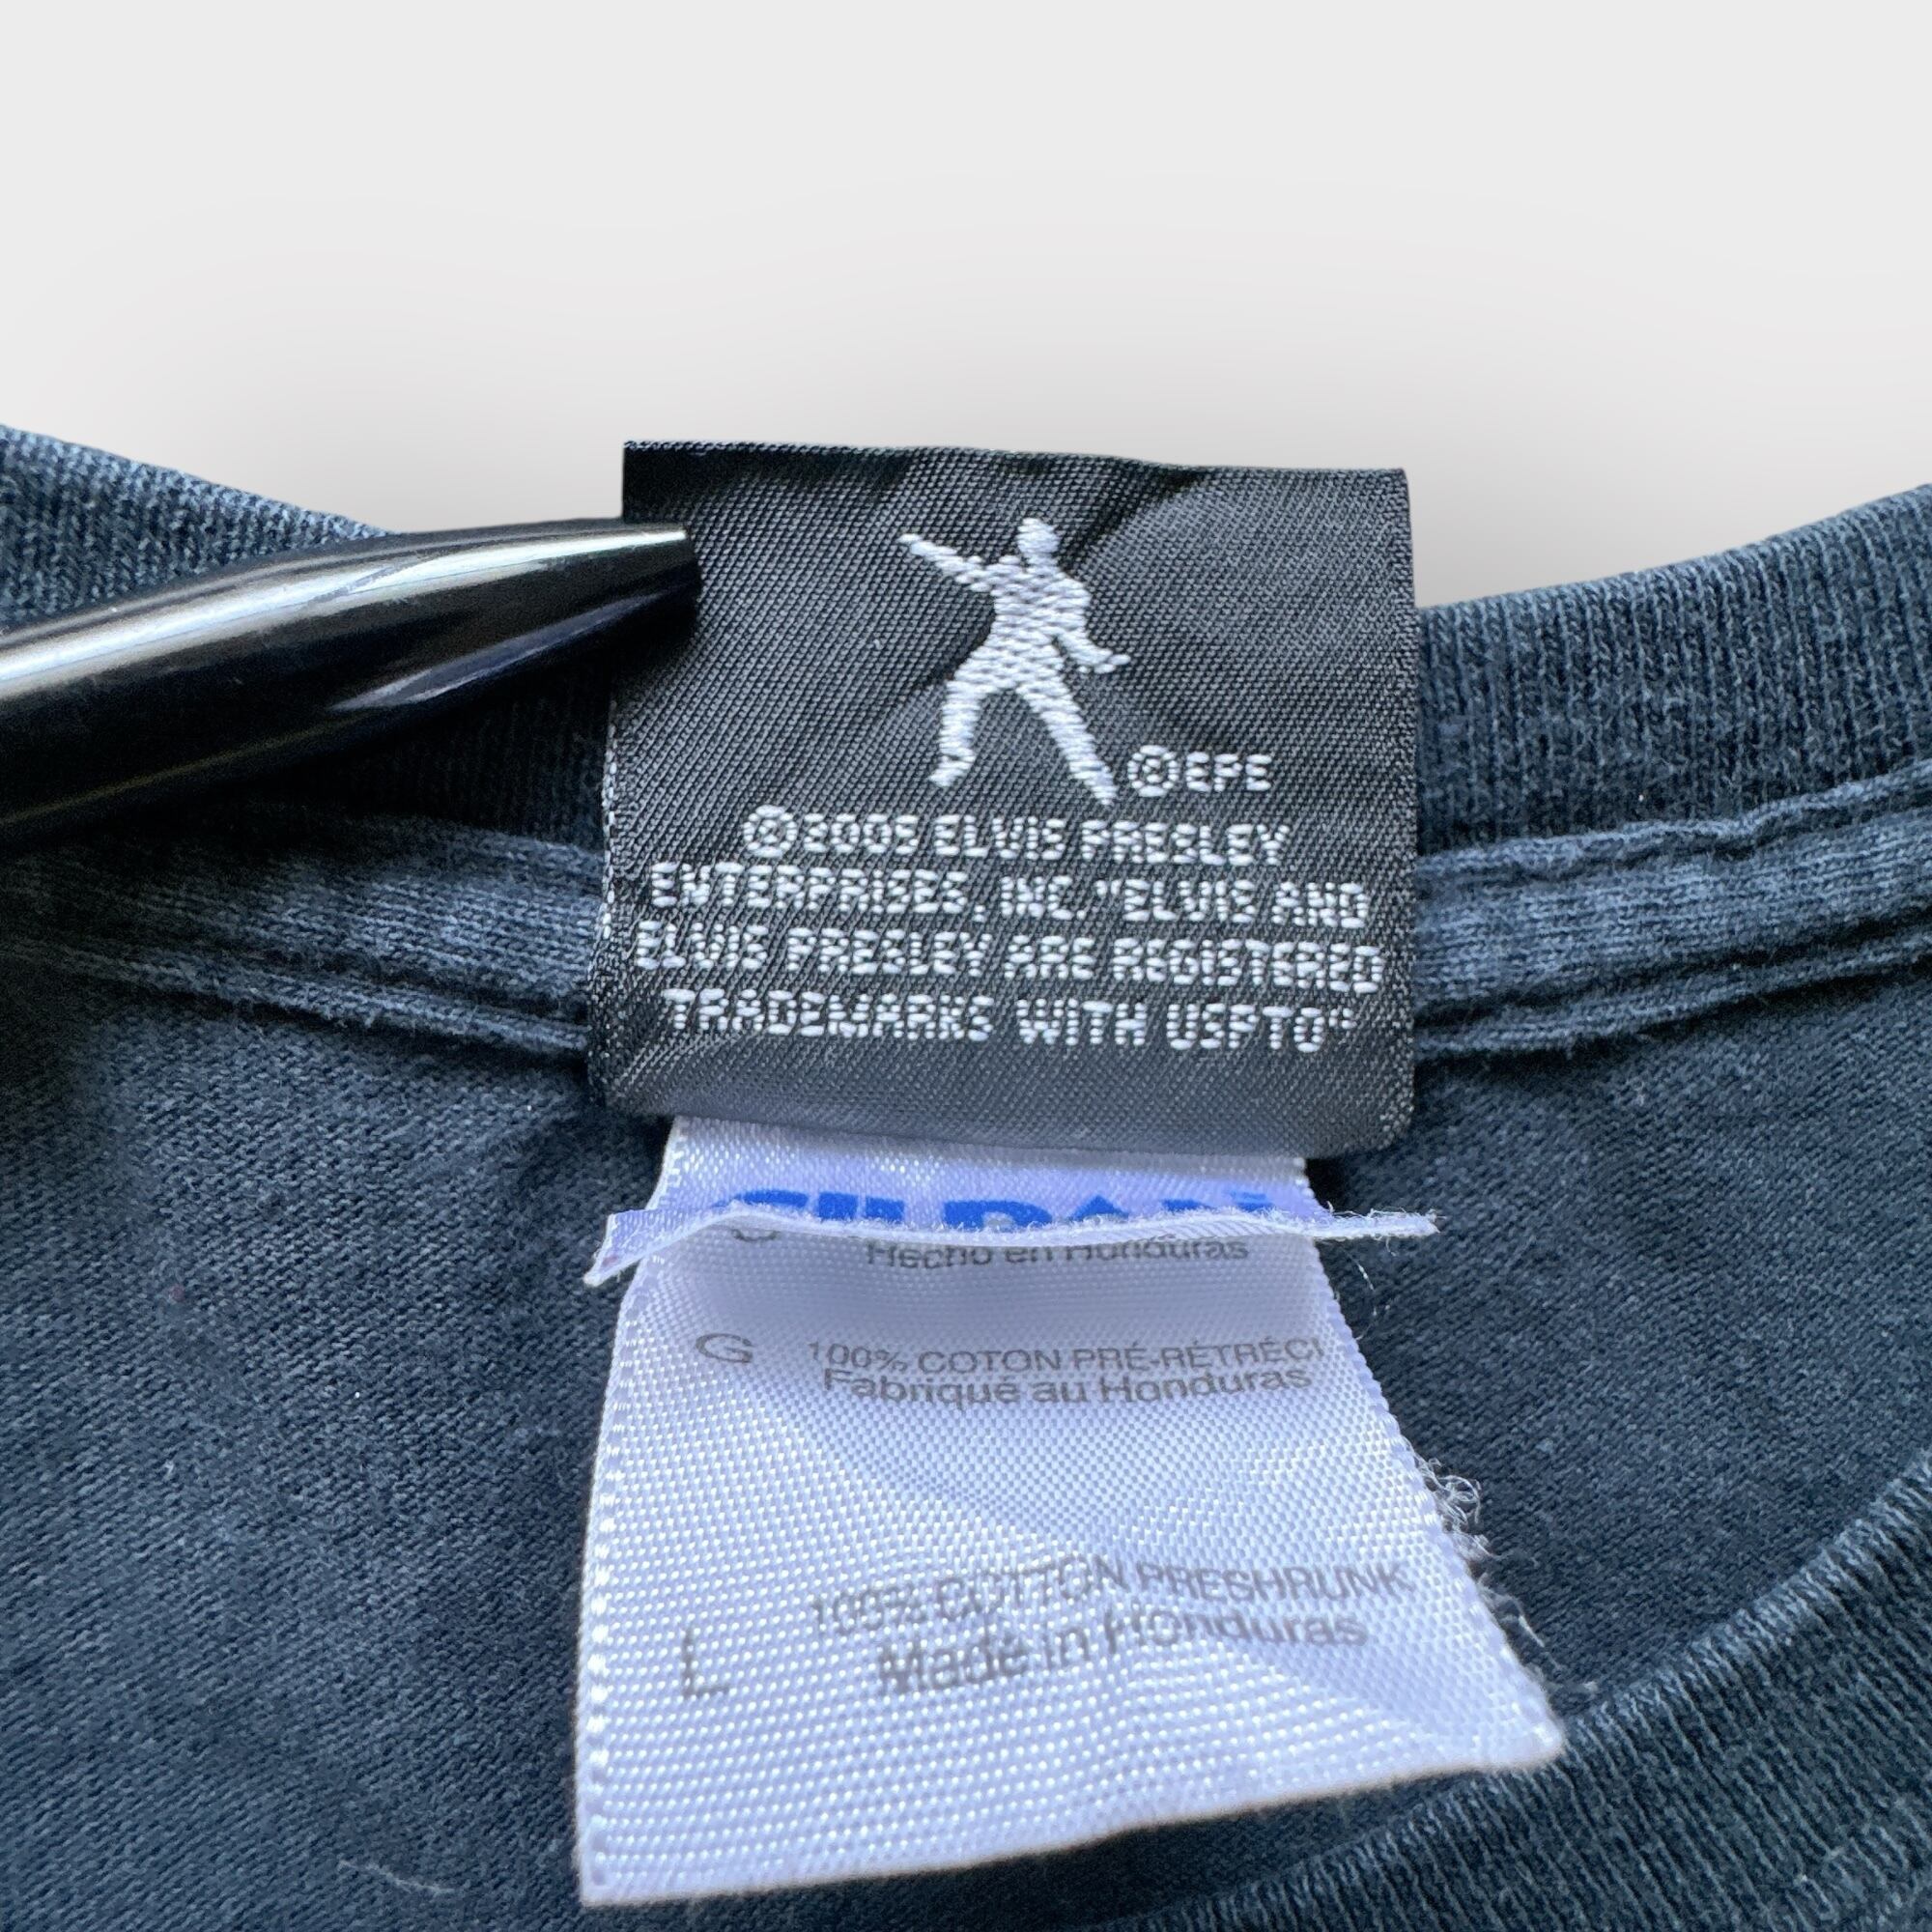 ®EPE
®2005 ELVIS PRESLEY
ENTERPRISES, INC. "ELVIS AND
ELVIS PRESLEY ARE REGISTERED
TRADEMARKS WITH USPTO"
GILDAN
Hecho en Honduras
G 100% COTON PRÉ-RÉTRÉCI
Fabriqué au Honduras
L 100% COTTON PRESHRUNK
Made in Honduras